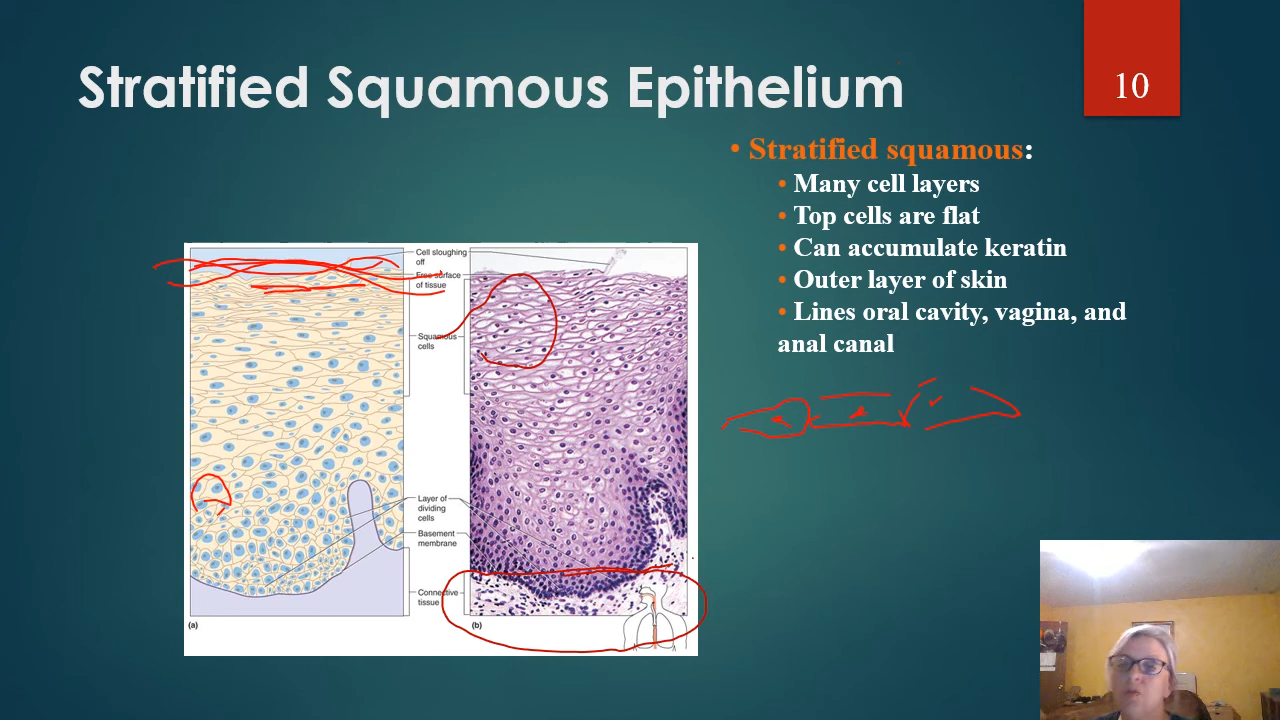 Stratified Squamous Epithelium
10
• Stratified squamous:
• Many cell layers
• Top cells are flat
• Can accumulate keratin
• Outer layer of skin
• Lines oral cavity, vagina, and
anal canal
Cell sloughing
off
Free surface
of tissue
Squamous
cells
Layer of
dividing
cells
Basement
membrane
Connective
tissue
(a)
(b)